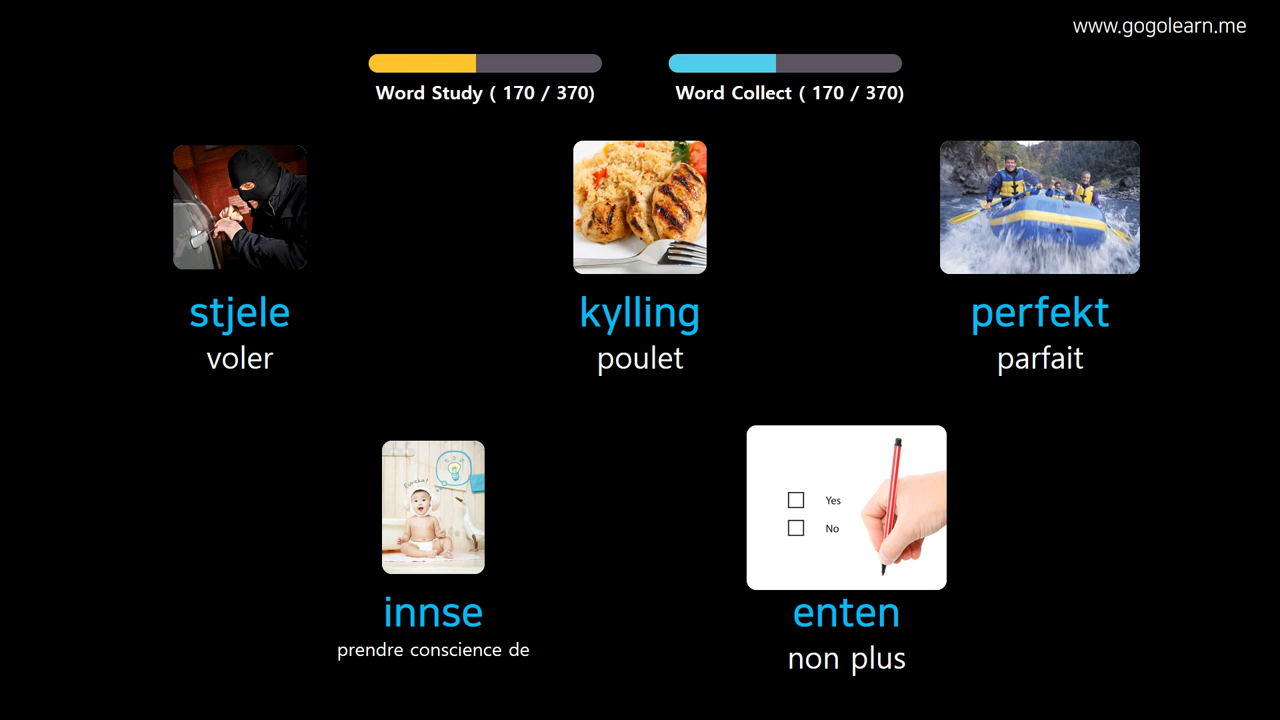 www.gogolearn.me
Word Study ( 170 / 370)
Word Collect ( 170 / 370)
stjele
voler
kylling
poulet
perfekt
parfait
Eureka!
innse
prendre conscience de
Yes
No
enten
non plus